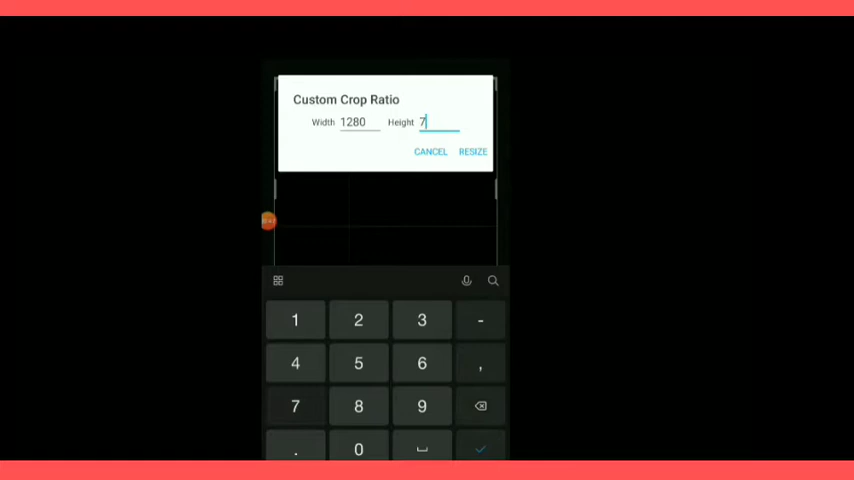 Custom Crop Ratio
Width 1280 Height 7
CANCEL RESIZE
1 2 3 -
4 5 6 ,
7 8 9
. 0